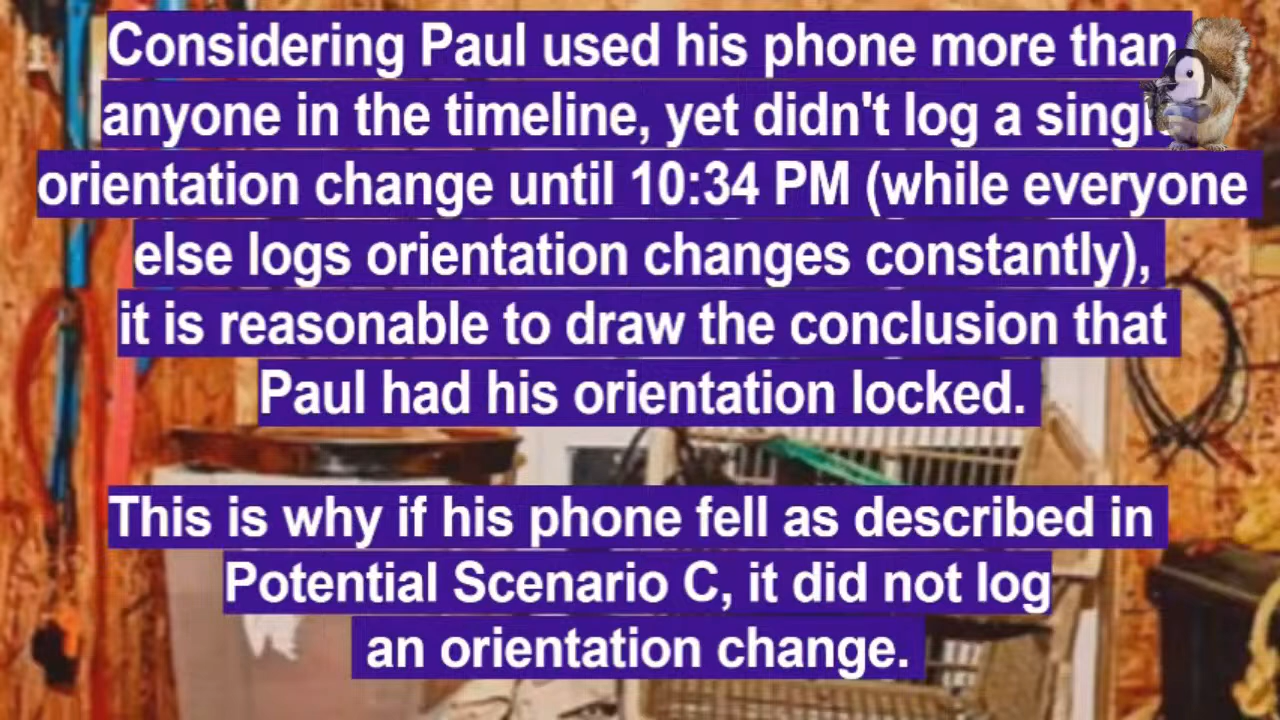 Considering Paul used his phone more than
anyone in the timeline, yet didn't log a
orientation change until 10:34 PM (while everyone
else logs orientation changes constantly),
it is reasonable to draw the conclusion that
Paul had his orientation locked.
This is why if his phone fell as described in
Potential Scenario C, it did not log
an orientation change.